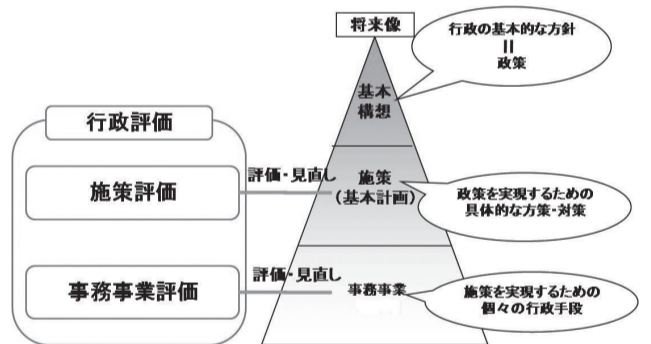 将来像
行政の基本的な方針
=
政策
基本
構想
行政評価
施策評価
評価・見直し
施策
(基本計画)
政策を実現するための
具体的な方策・対策
事務事業評価
評価・見直し
事務事業
施策を実現するための
個々の行政手段